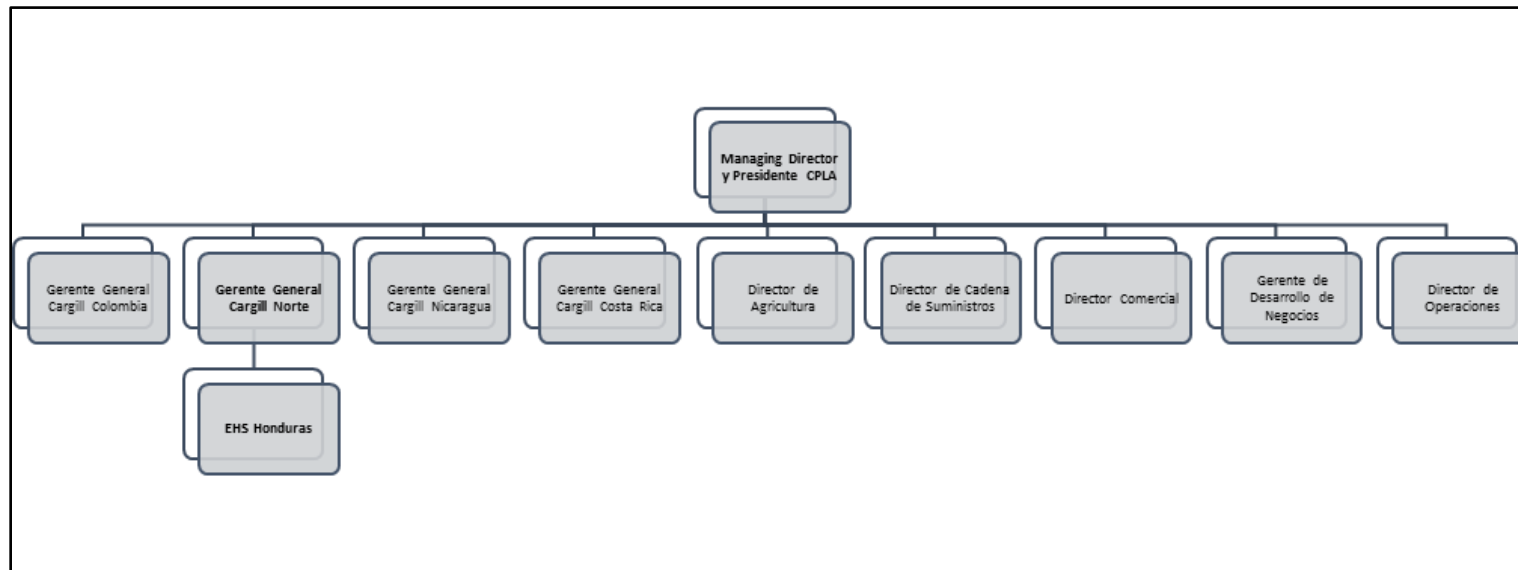 Managing Director
y Presidente CPLA
Gerente General
Cargill Colombia
Gerente General
Cargill Norte
Gerente General
Cargill Nicaragua
Gerente General
Cargill Costa Rica
Director de
Agricultura
Director de Cadena
de Suministros
Director Comercial
Gerente de
Desarrollo de
Negocios
Director de
Operaciones
EHS Honduras